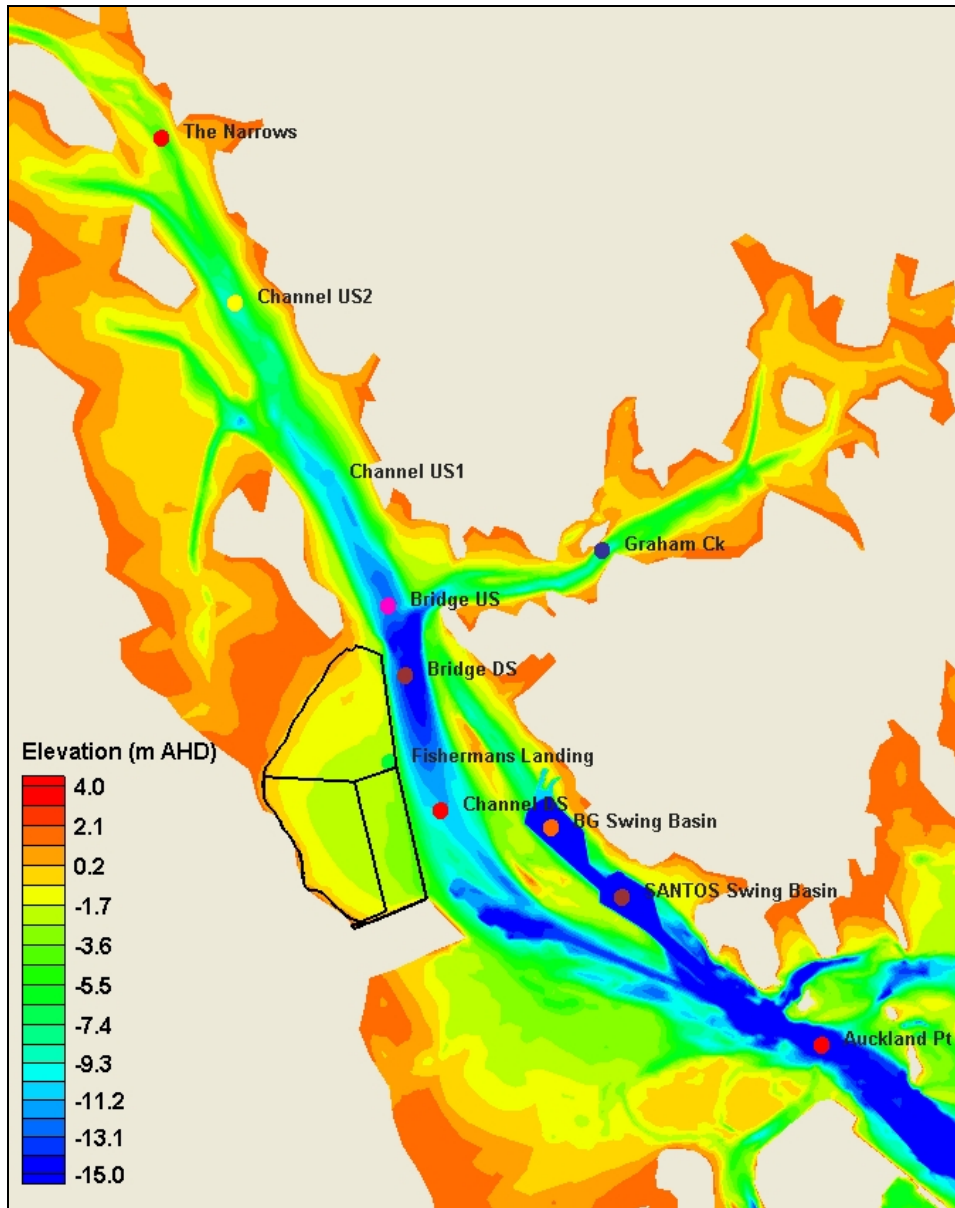 The Narrows
Channel US2
Channel US1
Graham Ck
Bridge US
Bridge DS
Fishermans Landing
Channel DS
BG Swing Basin
SANTOS Swing Basin
Auckland Pt
Elevation (m AHD)
4.0
2.1
0.2
-1.7
-3.6
-5.5
-7.4
-9.3
-11.2
-13.1
-15.0